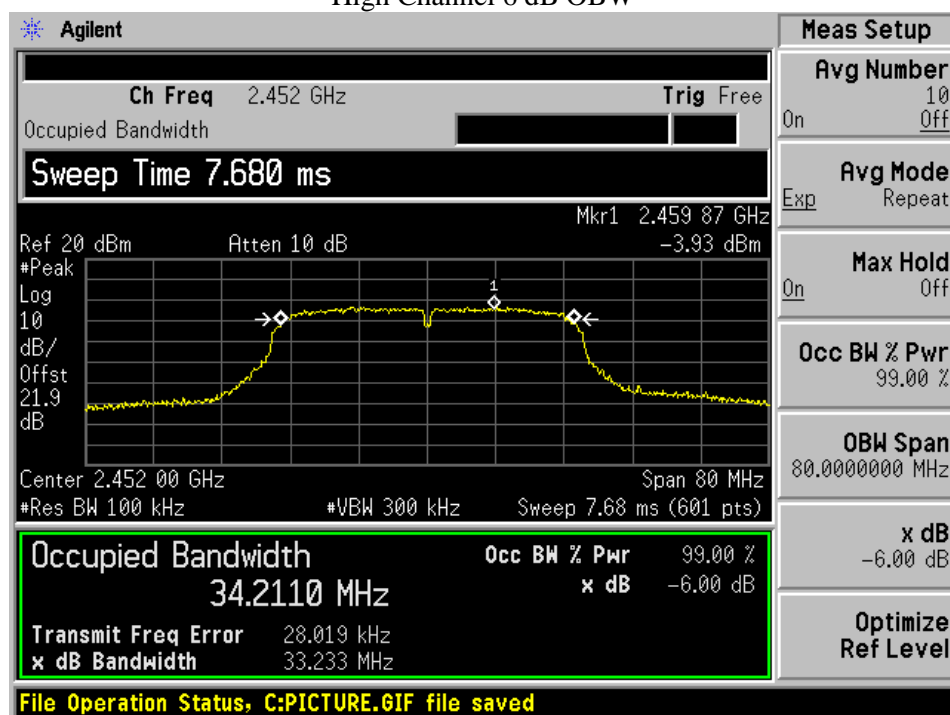 High Channel 6 dB OBW
Agilent
Meas Setup
Ch Freq 2.452 GHz Trig Free
Occupied Bandwidth
Sweep Time 7.680 ms
Mkr1 2.459 87 GHz
Ref 20 dBm Atten 10 dB -3.93 dBm
#Peak
Log
10
dB/
Offst
21.9
dB
1
Center 2.452 00 GHz Span 80 MHz
#Res BW 100 kHz #VBW 300 kHz Sweep 7.68 ms (601 pts)
Occupied Bandwidth Occ BW % Pwr 99.00 %
34.2110 MHz x dB -6.00 dB
Transmit Freq Error 28.019 kHz
x dB Bandwidth 33.233 MHz
File Operation Status, C:PICTURE.GIF file saved
Avg Number
10
On Off
Avg Mode
Exp Repeat
Max Hold
On Off
Occ BW % Pwr
99.00 %
OBW Span
80.0000000 MHz
x dB
-6.00 dB
Optimize
Ref Level